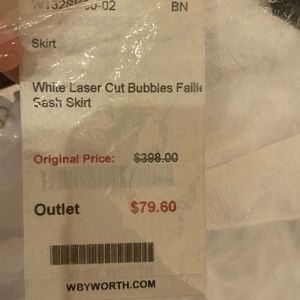 BN
Skirt
White Laser Cut Bubbles Faille
Sash Skirt
Original Price: $398.00
Outlet $79.60
WBYWORTH.COM